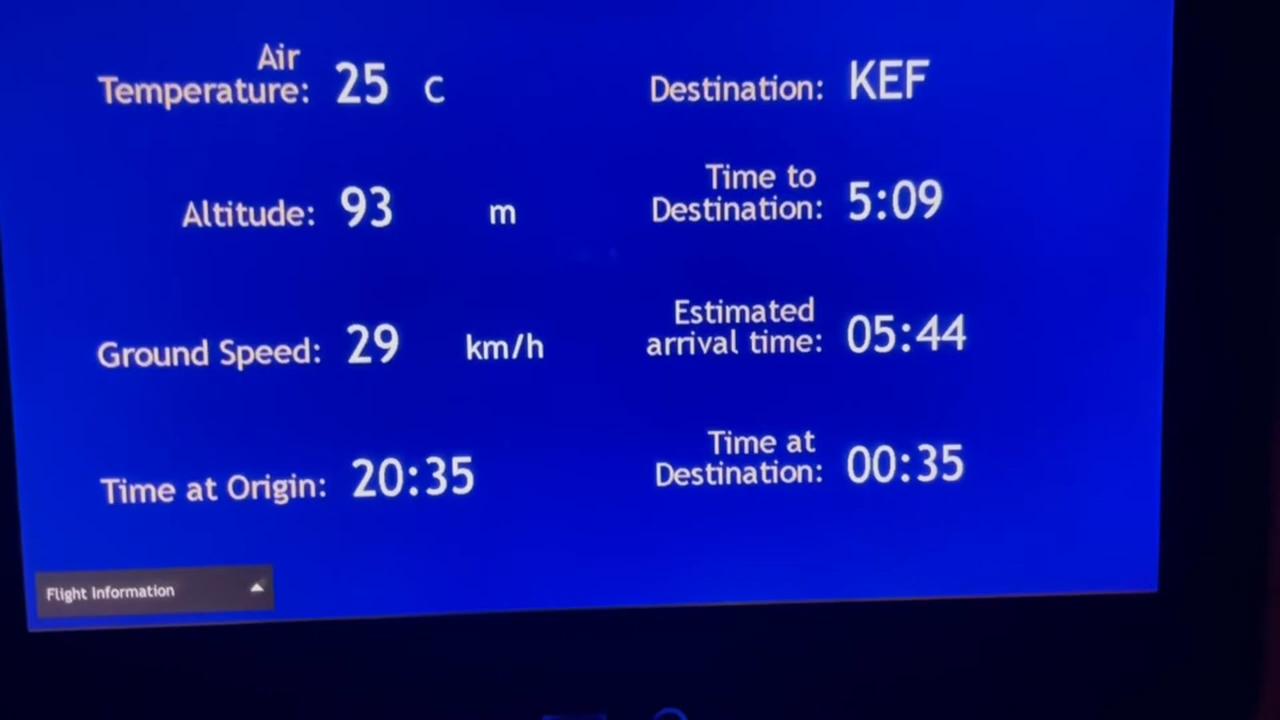 Air
Temperature: 25 C
Altitude: 93 m
Ground Speed: 29 km/h
Time at Origin: 20:35
Destination: KEF
Time to
Destination: 5:09
Estimated
arrival time: 05:44
Time at
Destination: 00:35
Flight Information